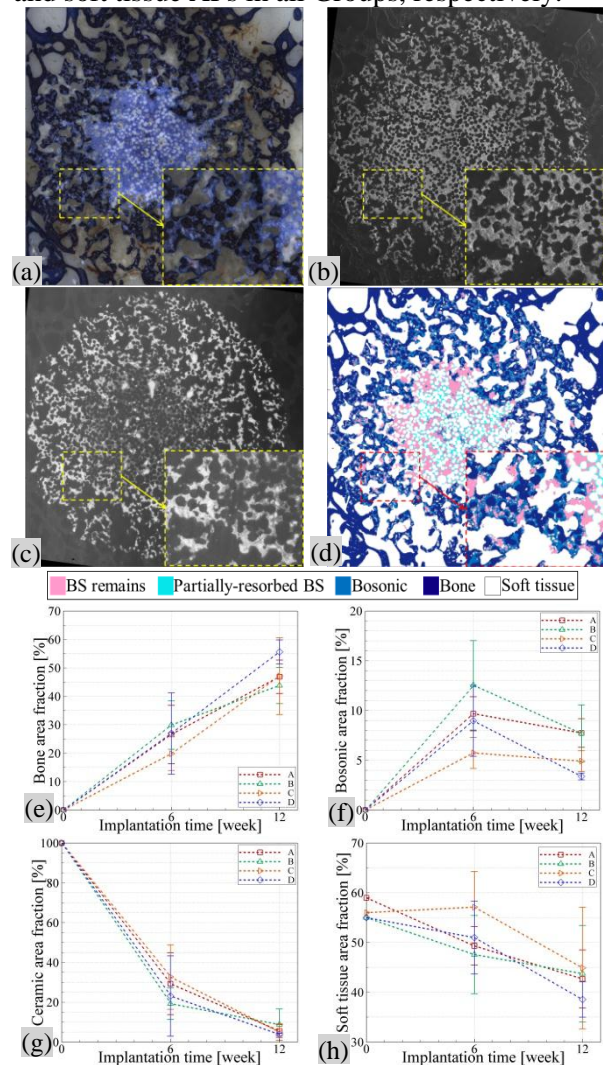 and soft tissue AFs in all Groups, respectively.
(a)
(b)
(c)
(d)
BS remains Partially-resorbed BS Bosonic Bone Soft tissue
Bone area fraction [%]
70
60
50
40
30
20
10
0
0 6 12
Implantation time [week]
A
B
C
D
(e)
Bosonic area fraction [%]
20
15
10
5
0
0 6 12
Implantation time [week]
A
B
C
D
(f)
Ceramic area fraction [%]
100
80
60
40
20
0
0 6 12
Implantation time [week]
A
B
C
D
(g)
Soft tissue area fraction [%]
70
60
50
40
30
0 6 12
Implantation time [week]
A
B
C
D
(h)